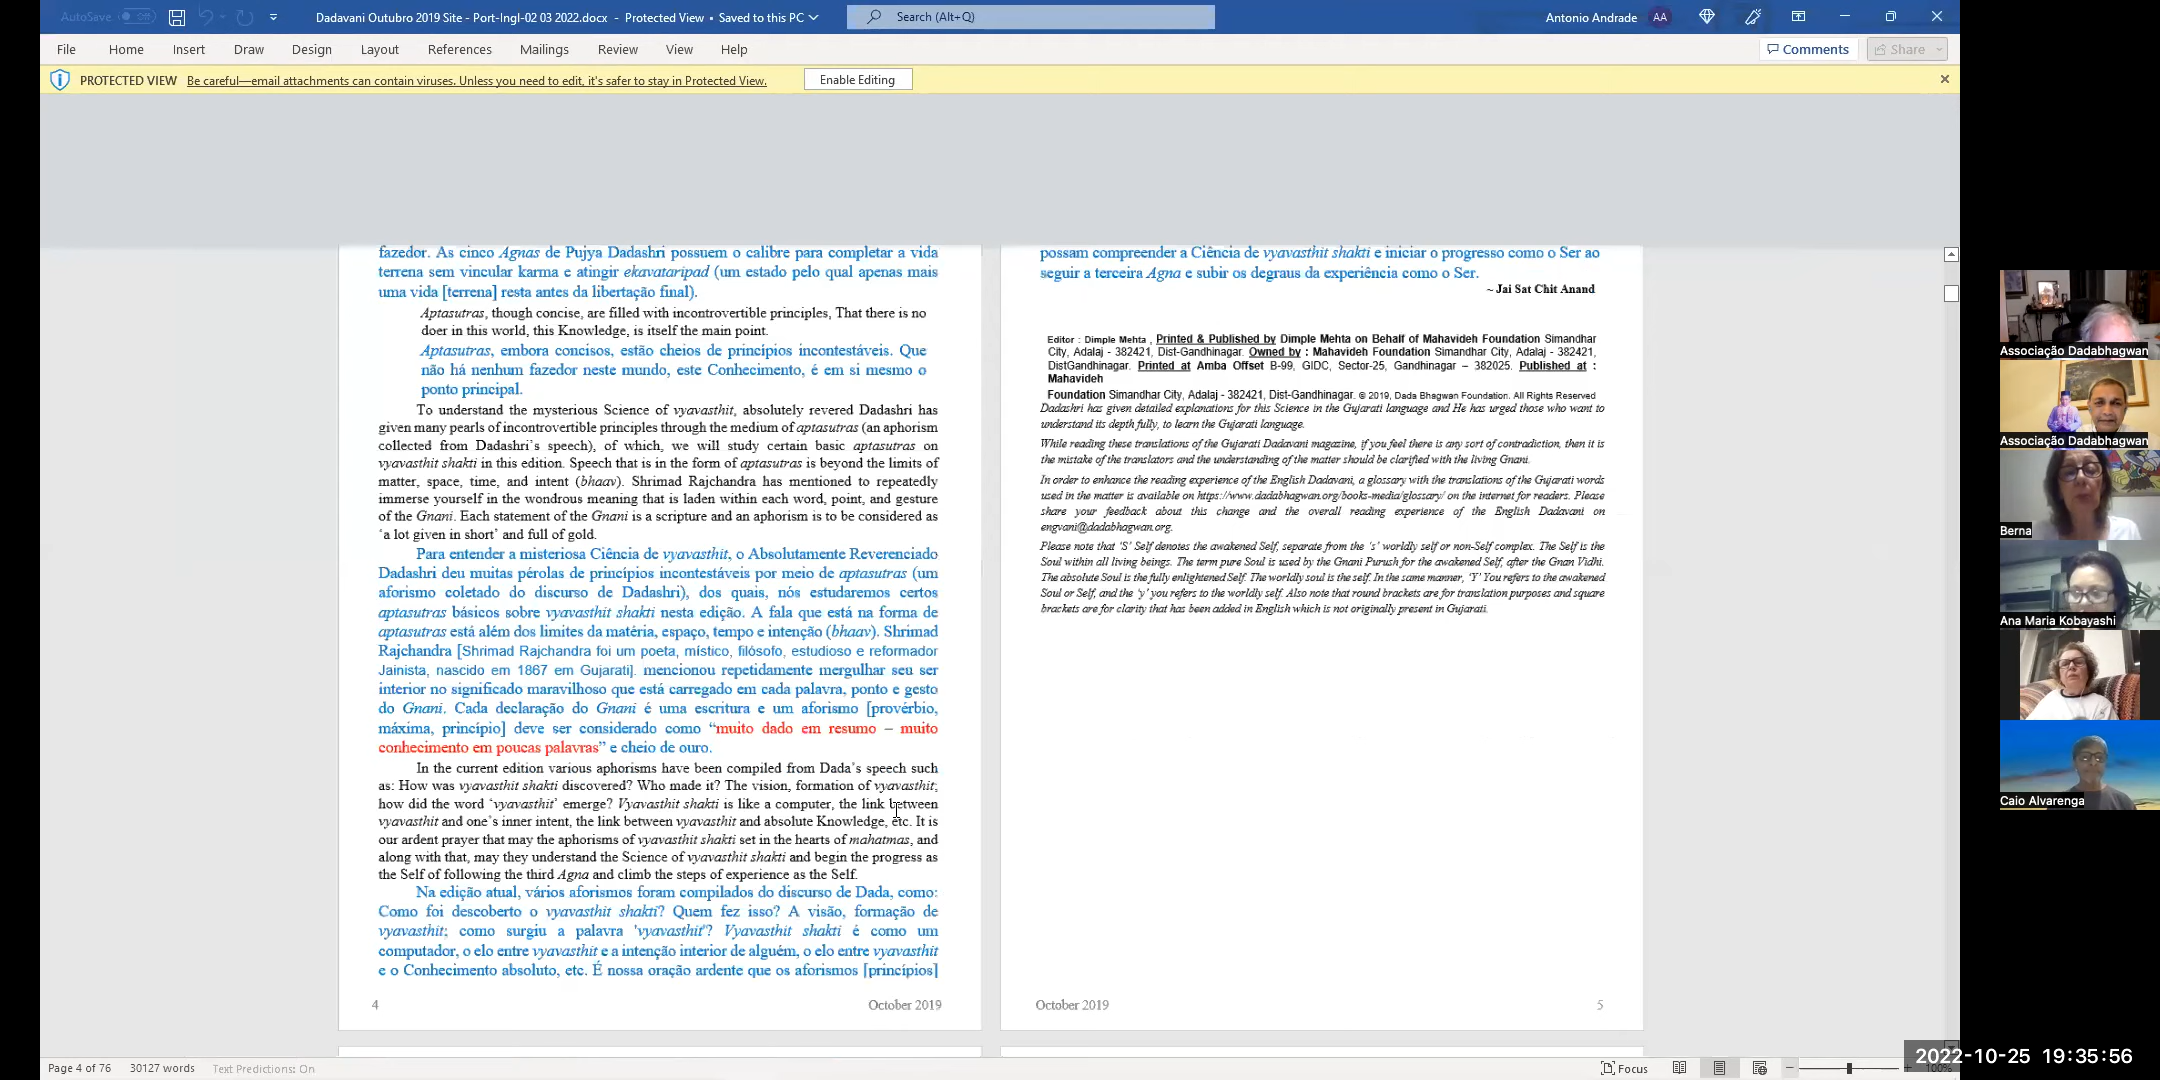 AutoSave Off
Dadavani Outubro 2019 Site - Port-Ingl-02 03 2022.docx - Protected View • Saved to this PC
Search (Alt+Q)
Antonio Andrade AA
File Home Insert Draw Design Layout References Mailings Review View Help
Comments Share
PROTECTED VIEW Be careful—email attachments can contain viruses. Unless you need to edit, it's safer to stay in Protected View. Enable Editing
fazedor. As cinco Agnas de Pujya Dadashri possuem o calibre para completar a vida
terrena sem vincular karma e atingir ekavataripad (um estado pelo qual apenas mais
uma vida [terrena] resta antes da libertação final).
Aptasutras, though concise, are filled with incontrovertible principles, That there is no
doer in this world, this Knowledge, is itself the main point.
Aptasutras, embora concisos, estão cheios de princípios incontestáveis. Que
não há nenhum fazedor neste mundo, este Conhecimento, é em si mesmo o
ponto principal.
To understand the mysterious Science of vyavasthit, absolutely revered Dadashri has
given many pearls of incontrovertible principles through the medium of aptasutras (an aphorism
collected from Dadashri's speech), of which, we will study certain basic aptasutras on
vyavasthit shakti in this edition. Speech that is in the form of aptasutras is beyond the limits of
matter, space, time, and intent (bhaav). Shrimad Rajchandra has mentioned to repeatedly
immerse yourself in the wondrous meaning that is laden within each word, point, and gesture
of the Gnani. Each statement of the Gnani is a scripture and an aphorism is to be considered as
‘a lot given in short’ and full of gold.
Para entender a misteriosa Ciência de vyavasthit, o Absolutamente Reverenciado
Dadashri deu muitas pérolas de princípios incontestáveis por meio de aptasutras (um
aforismo coletado do discurso de Dadashri), dos quais, nós estudaremos certos
aptasutras básicos sobre vyavasthit shakti nesta edição. A fala que está na forma de
aptasutras está além dos limites da matéria, espaço, tempo e intenção (bhaav). Shrimad
Rajchandra [Shrimad Rajchandra foi um poeta, místico, filósofo, estudioso e reformador
Jainista, nascido em 1867 em Gujarati]. mencionou repetidamente mergulhar seu ser
interior no significado maravilhoso que está carregado em cada palavra, ponto e gesto
do Gnani. Cada declaração do Gnani é uma escritura e um aforismo [provérbio,
máxima, princípio] deve ser considerado como “muito dado em resumo – muito
conhecimento em poucas palavras” e cheio de ouro.
In the current edition various aphorisms have been compiled from Dada's speech such
as: How was vyavasthit shakti discovered? Who made it? The vision, formation of vyavasthit;
how did the word ‘vyavasthit’ emerge? Vyavasthit shakti is like a computer, the link between
vyavasthit and one's inner intent, the link between vyavasthit and absolute Knowledge, etc. It is
our ardent prayer that may the aphorisms of vyavasthit shakti set in the hearts of mahatmas, and
along with that, may they understand the Science of vyavasthit shakti and begin the progress as
the Self of following the third Agna and climb the steps of experience as the Self.
Na edição atual, vários aforismos foram compilados do discurso de Dada, como:
Como foi descoberto o vyavasthit shakti? Quem fez isso? A visão, formação de
vyavasthit; como surgiu a palavra 'vyavasthit'? Vyavasthit shakti é como um
computador, o elo entre vyavasthit e a intenção interior de alguém, o elo entre vyavasthit
e o Conhecimento absoluto, etc. É nossa oração ardente que os aforismos [princípios]
4 October 2019
possam compreender a Ciência de vyavasthit shakti e iniciar o progresso como o Ser ao
seguir a terceira Agna e subir os degraus da experiência como o Ser.
~ Jai Sat Chit Anand
Editor : Dimple Mehta , Printed & Published by Dimple Mehta on Behalf of Mahavideh Foundation Simandhar
City, Adalaj - 382421, Dist-Gandhinagar. Owned by : Mahavideh Foundation Simandhar City, Adalaj - 382421,
DistGandhinagar. Printed at Amba Offset B-99, GIDC, Sector-25, Gandhinagar – 382025. Published at :
Mahavideh
Foundation Simandhar City, Adalaj - 382421, Dist-Gandhinagar. © 2019, Dada Bhagwan Foundation. All Rights Reserved
Dadashri has given detailed explanations for this Science in the Gujarati language and He has urged those who want to
understand its depth fully, to learn the Gujarati language.
While reading these translations of the Gujarati Dadavani magazine, if you feel there is any sort of contradiction, then it is
the mistake of the translators and the understanding of the matter should be clarified with the living Gnani.
In order to enhance the reading experience of the English Dadavani, a glossary with the translations of the Gujarati words
used in the matter is available on https://www.dadabhagwan.org/books-media/glossary/ on the internet for readers. Please
share your feedback about this change and the overall reading experience of the English Dadavani on
engvani@dadabhagwan.org.
Please note that 'S' Self denotes the awakened Self, separate from the 's' worldly self or non-Self complex. The Self is the
Soul within all living beings. The term pure Soul is used by the Gnani Purush for the awakened Self, after the Gnan Vidhi.
The absolute Soul is the fully enlightened Self. The worldly soul is the self. In the same manner, 'Y' You refers to the awakened
Soul or Self, and the 'y' you refers to the worldly self. Also note that round brackets are for translation purposes and square
brackets are for clarity that has been added in English which is not originally present in Gujarati.
October 2019 5
Associação Dadabhagwan
Associação Dadabhagwan
Berna
Ana Maria Kobayashi
Caio Alvarenga
Page 4 of 76 30127 words Text Predictions: On
Focus 100%
2022-10-25 19:35:56